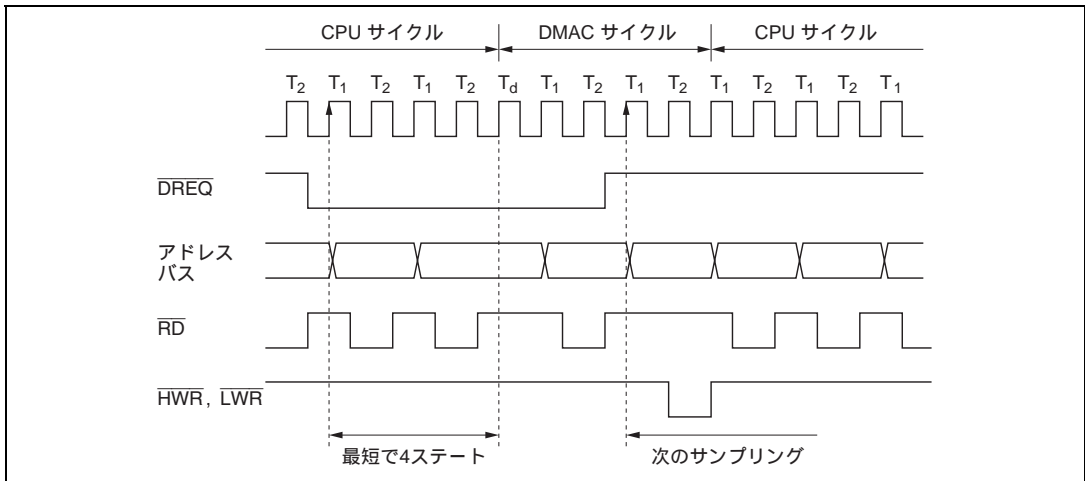 CPU サイクル DMAC サイクル CPU サイクル
T2 T1 T2 T1 T2 Td T1 T2 T1 T2 T1 T2 T1 T2 T1
DREQ
アドレス
バス
RD
HWR, LWR
最短で4ステート 次のサンプリング